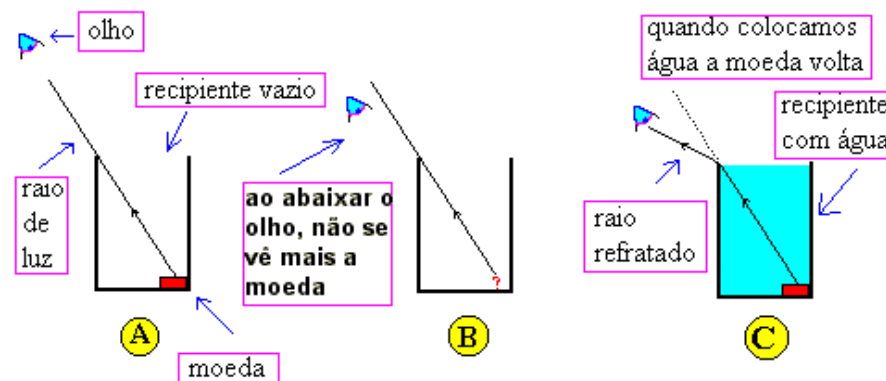 olho
recipiente vazio
raio
de
luz
A
moeda
ao abaixar o
olho, não se
vê mais a
moeda
?
B
quando colocamos
água a moeda volta
recipiente
com água
raio
refratado
C